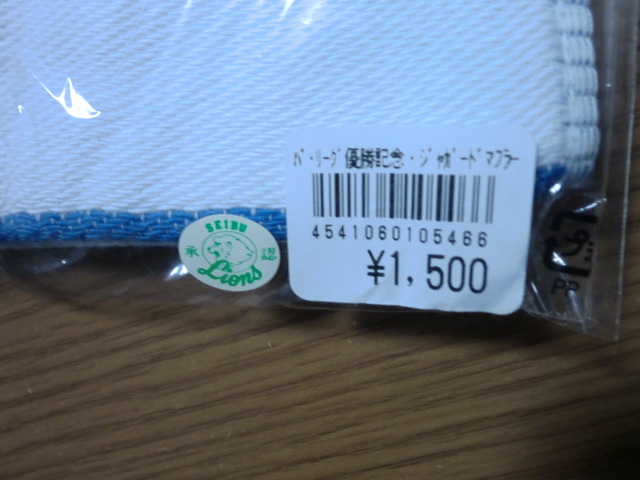 ﾊﾟ･ﾘｰｸﾞ優勝記念･ｼﾞｬｶﾞｰﾄﾞﾏﾌﾗｰ
4541060105466
¥1,500
SEIBU
承認
Lions
PP